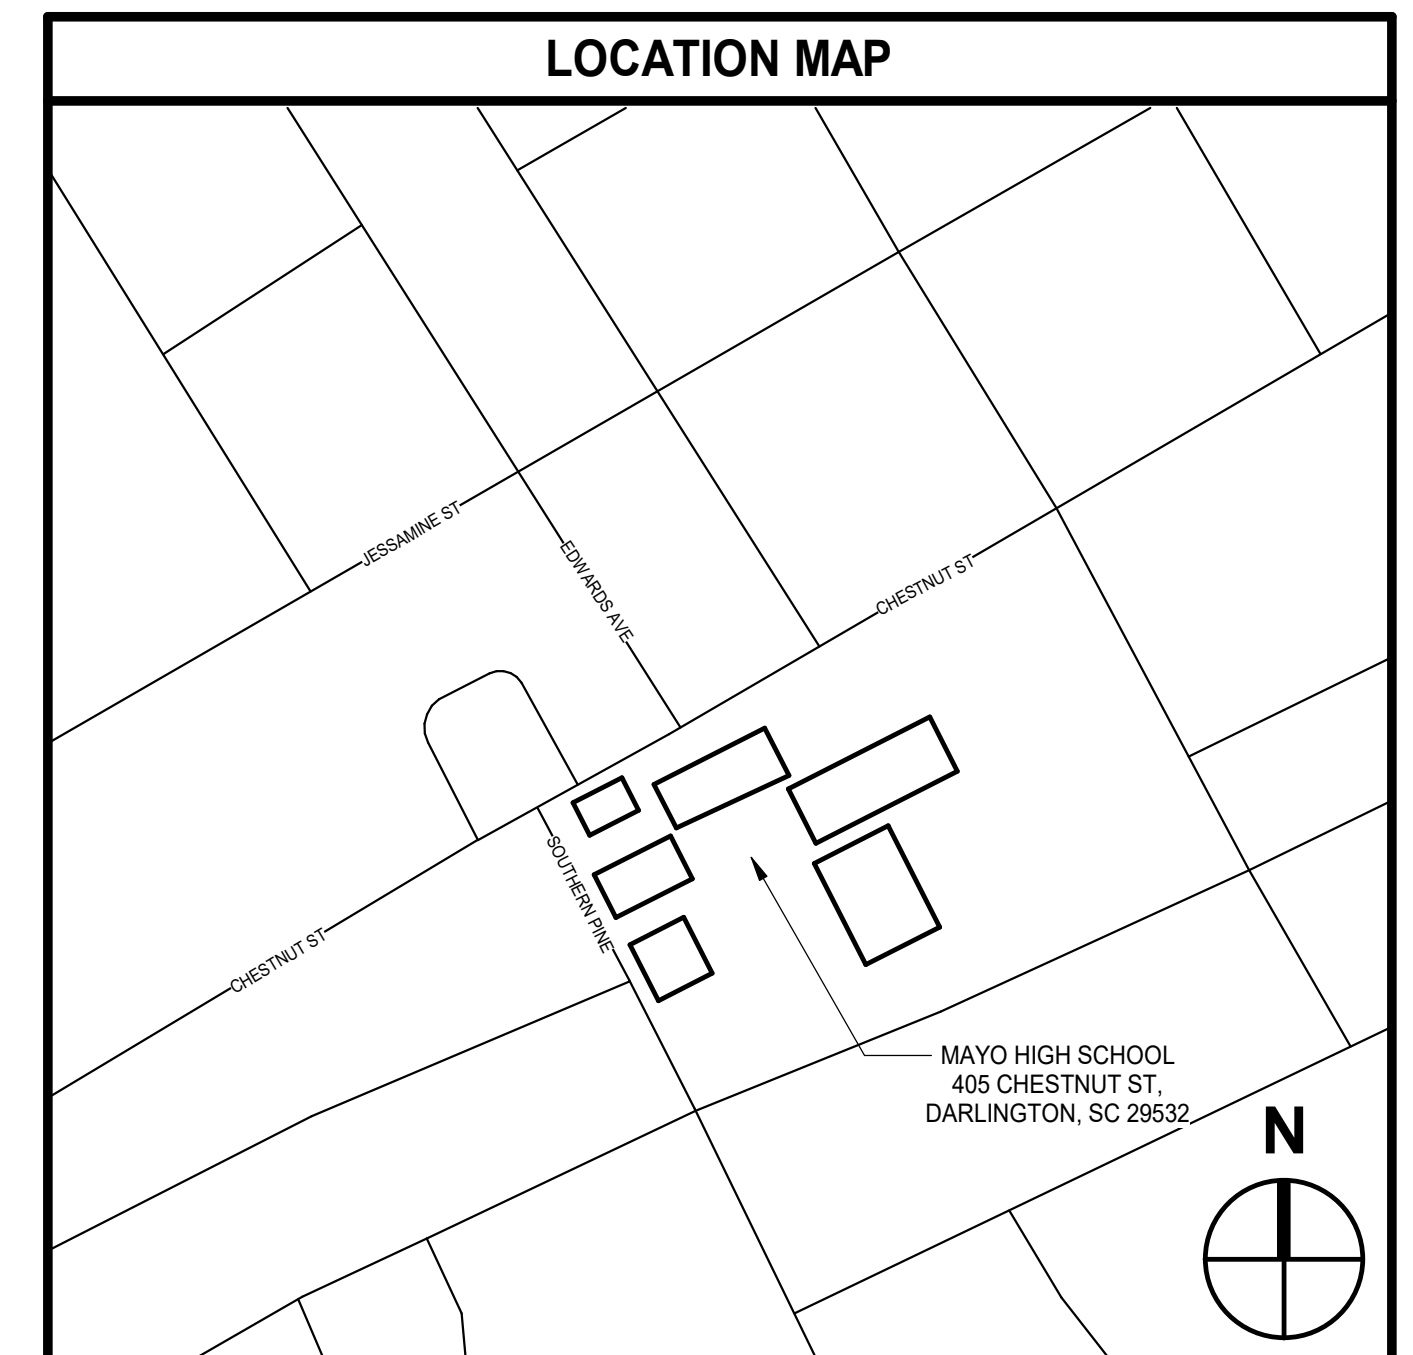 LOCATION MAP
JESSAMINE ST
EDWARDS AVE
CHESTNUT ST
SOUTHERN PINE
CHESTNUT ST
MAYO HIGH SCHOOL
405 CHESTNUT ST,
DARLINGTON, SC 29532
N